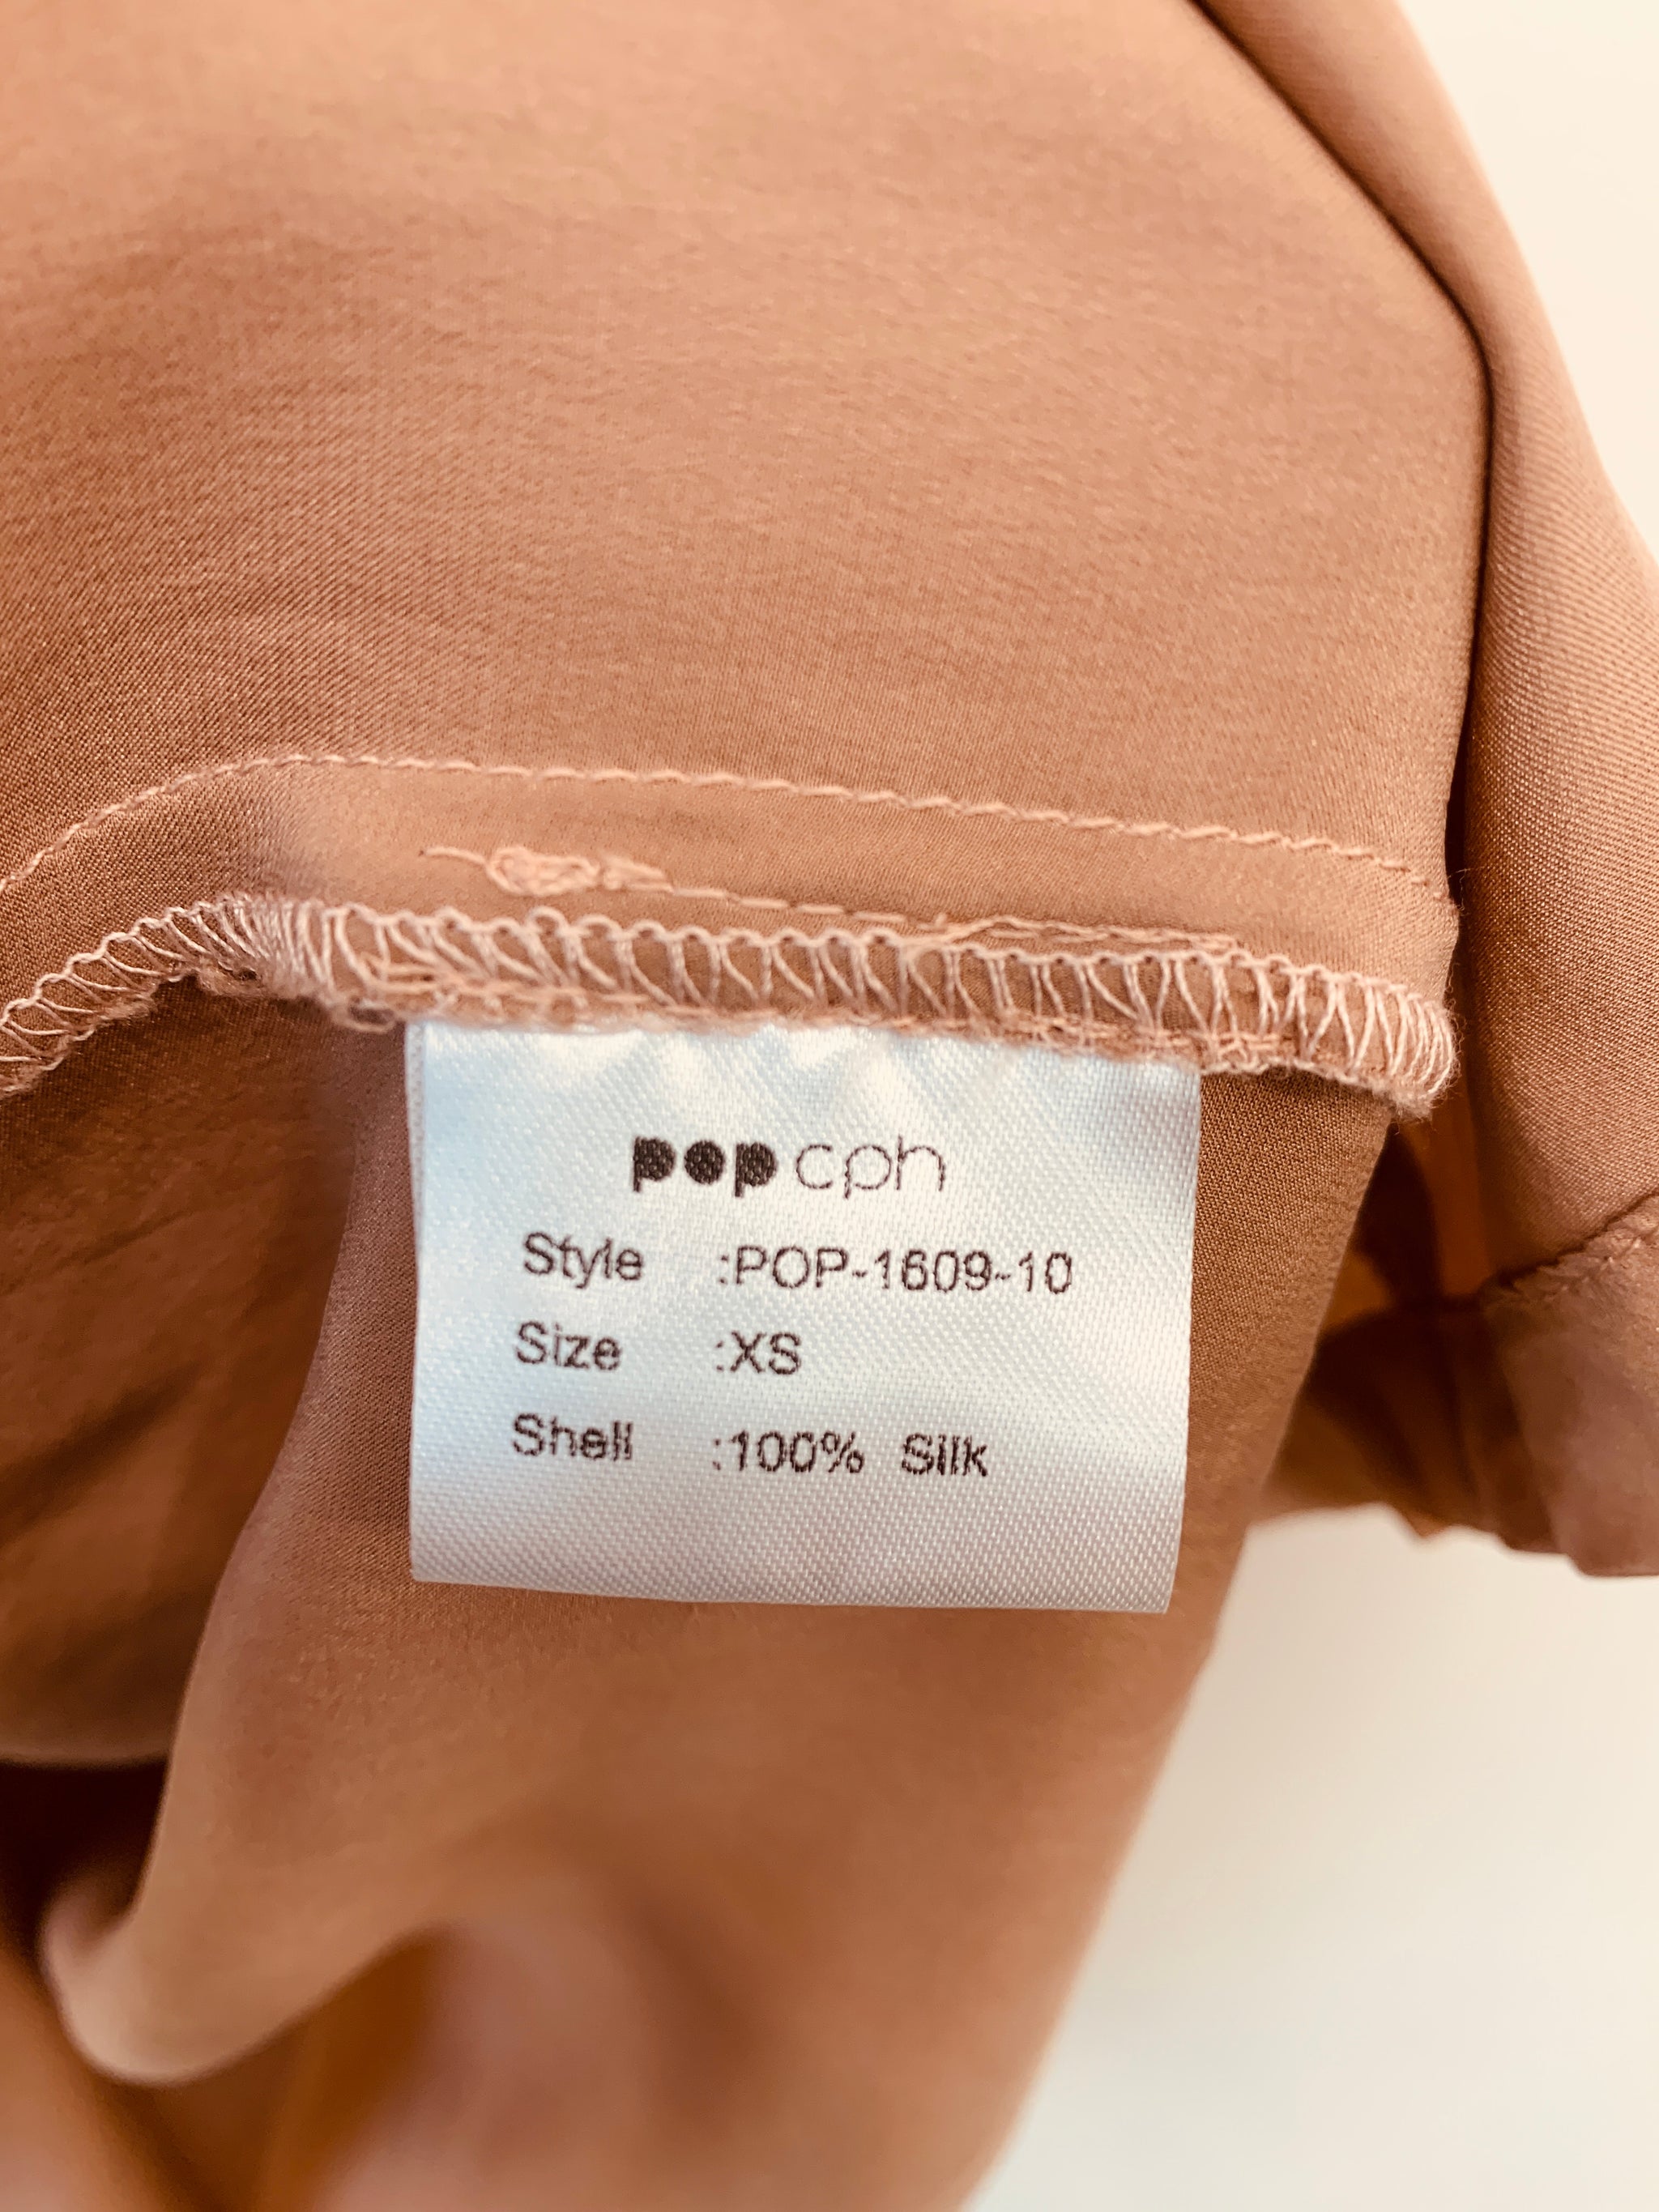 pop cph
Style :POP-1609-10
Size :XS
Shell :100% Silk